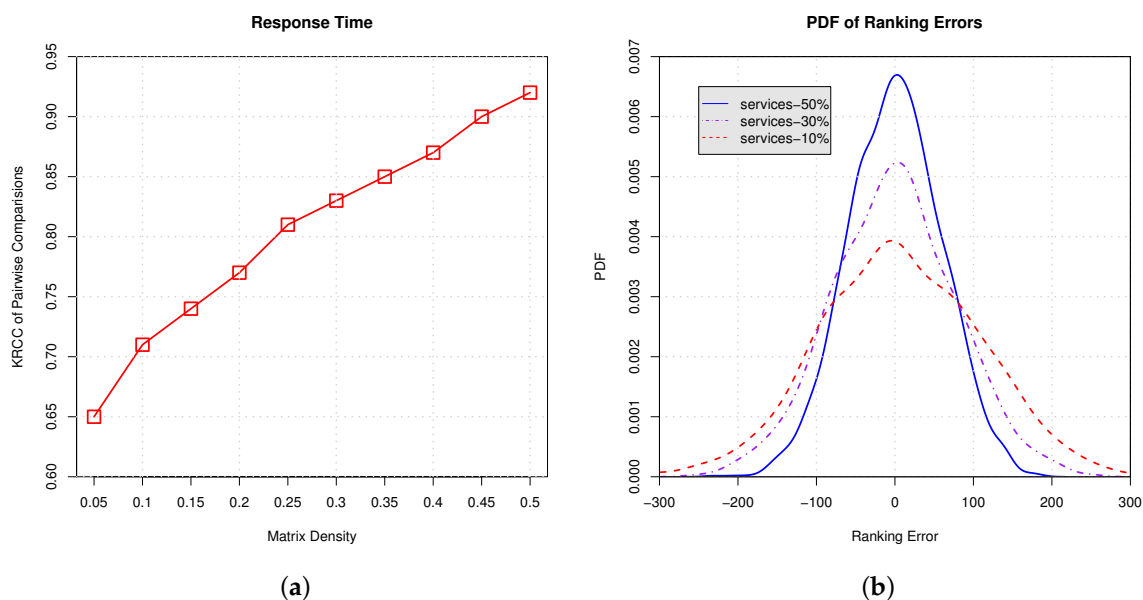 Response Time
0.95
0.90
0.85
0.80
0.75
0.70
0.65
0.60
KRCC of Pairwise Comparisions
0.05 0.1 0.15 0.2 0.25 0.3 0.35 0.4 0.45 0.5
Matrix Density
(a)
PDF of Ranking Errors
0.007
0.006
0.005
0.004
0.003
0.002
0.001
0.000
PDF
services-50%
services-30%
services-10%
−300 −200 −100 0 100 200 300
Ranking Error
(b)